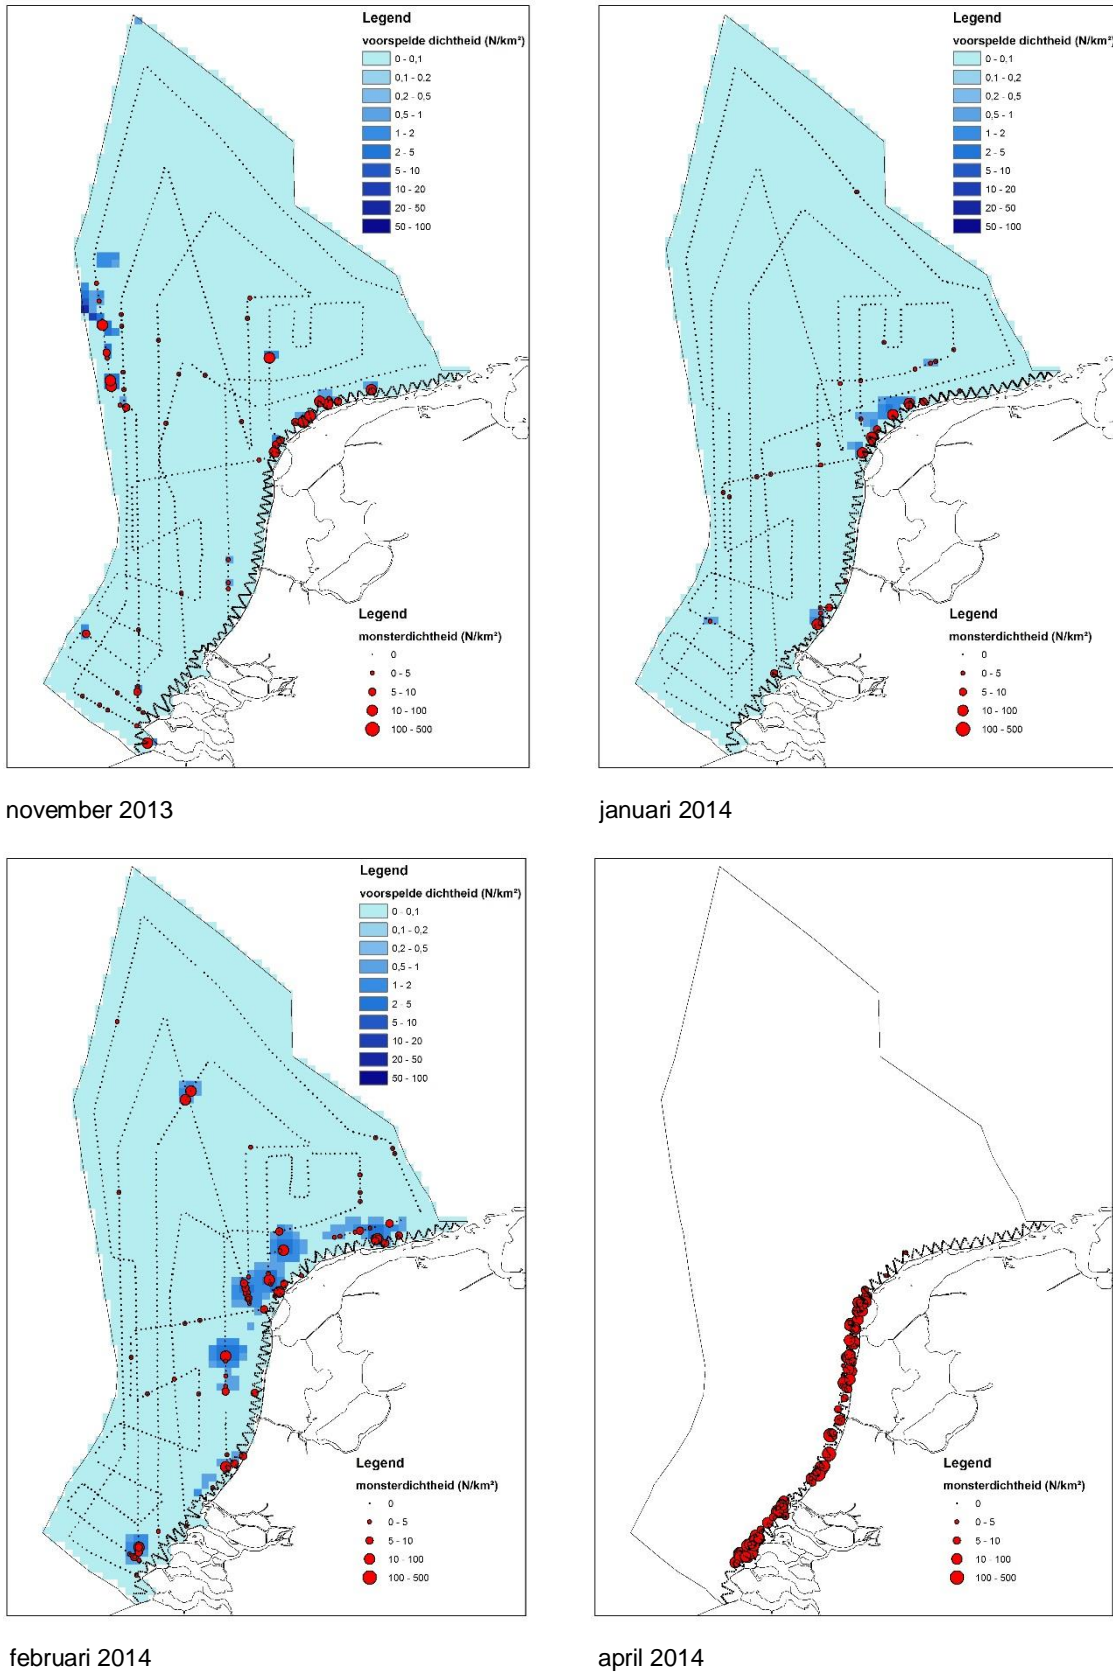 Legend
voorspelde dichtheid (N/km²)
0 - 0,1
0,1 - 0,2
0,2 - 0,5
0,5 - 1
1 - 2
2 - 5
5 - 10
10 - 20
20 - 50
50 - 100
Legend
monsterdichtheid (N/km²)
0
0 - 5
5 - 10
10 - 100
100 - 500
november 2013
Legend
voorspelde dichtheid (N/km²)
0 - 0,1
0,1 - 0,2
0,2 - 0,5
0,5 - 1
1 - 2
2 - 5
5 - 10
10 - 20
20 - 50
50 - 100
Legend
monsterdichtheid (N/km²)
0
0 - 5
5 - 10
10 - 100
100 - 500
januari 2014
Legend
voorspelde dichtheid (N/km²)
0 - 0,1
0,1 - 0,2
0,2 - 0,5
0,5 - 1
1 - 2
2 - 5
5 - 10
10 - 20
20 - 50
50 - 100
Legend
monsterdichtheid (N/km²)
0
0 - 5
5 - 10
10 - 100
100 - 500
februari 2014
Legend
monsterdichtheid (N/km²)
0
0 - 5
5 - 10
10 - 100
100 - 500
april 2014